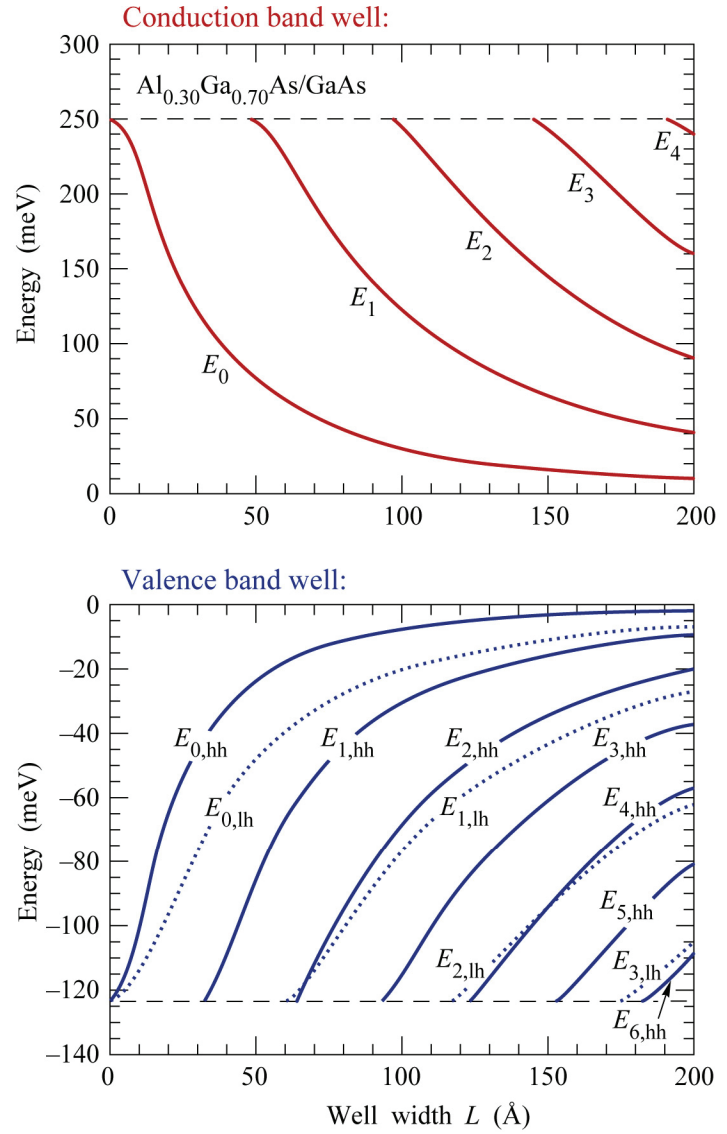 Conduction band well:
300
Al0.30Ga0.70As/GaAs
250
E4
E3
200
E2
150
E1
100
E0
50
0
0 50 100 150 200
Energy (meV)
Valence band well:
0
−20
E0,hh E1,hh E2,hh E3,hh
−40
−60
E0,lh E1,lh E4,hh
−80
E5,hh
−100
E2,lh E3,lh
−120
E6,hh
−140
0 50 100 150 200
Energy (meV)
Well width L (Å)